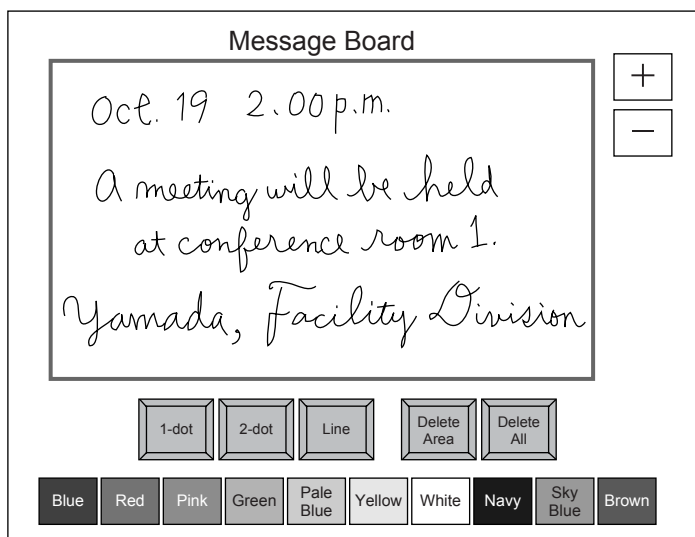 Message Board
+
−
Oct. 19 2.00 p.m.
A meeting will be held
at conference room 1.
Yamada, Facility Division
1-dot 2-dot Line Delete Area Delete All
Blue Red Pink Green Pale Blue Yellow White Navy Sky Blue Brown